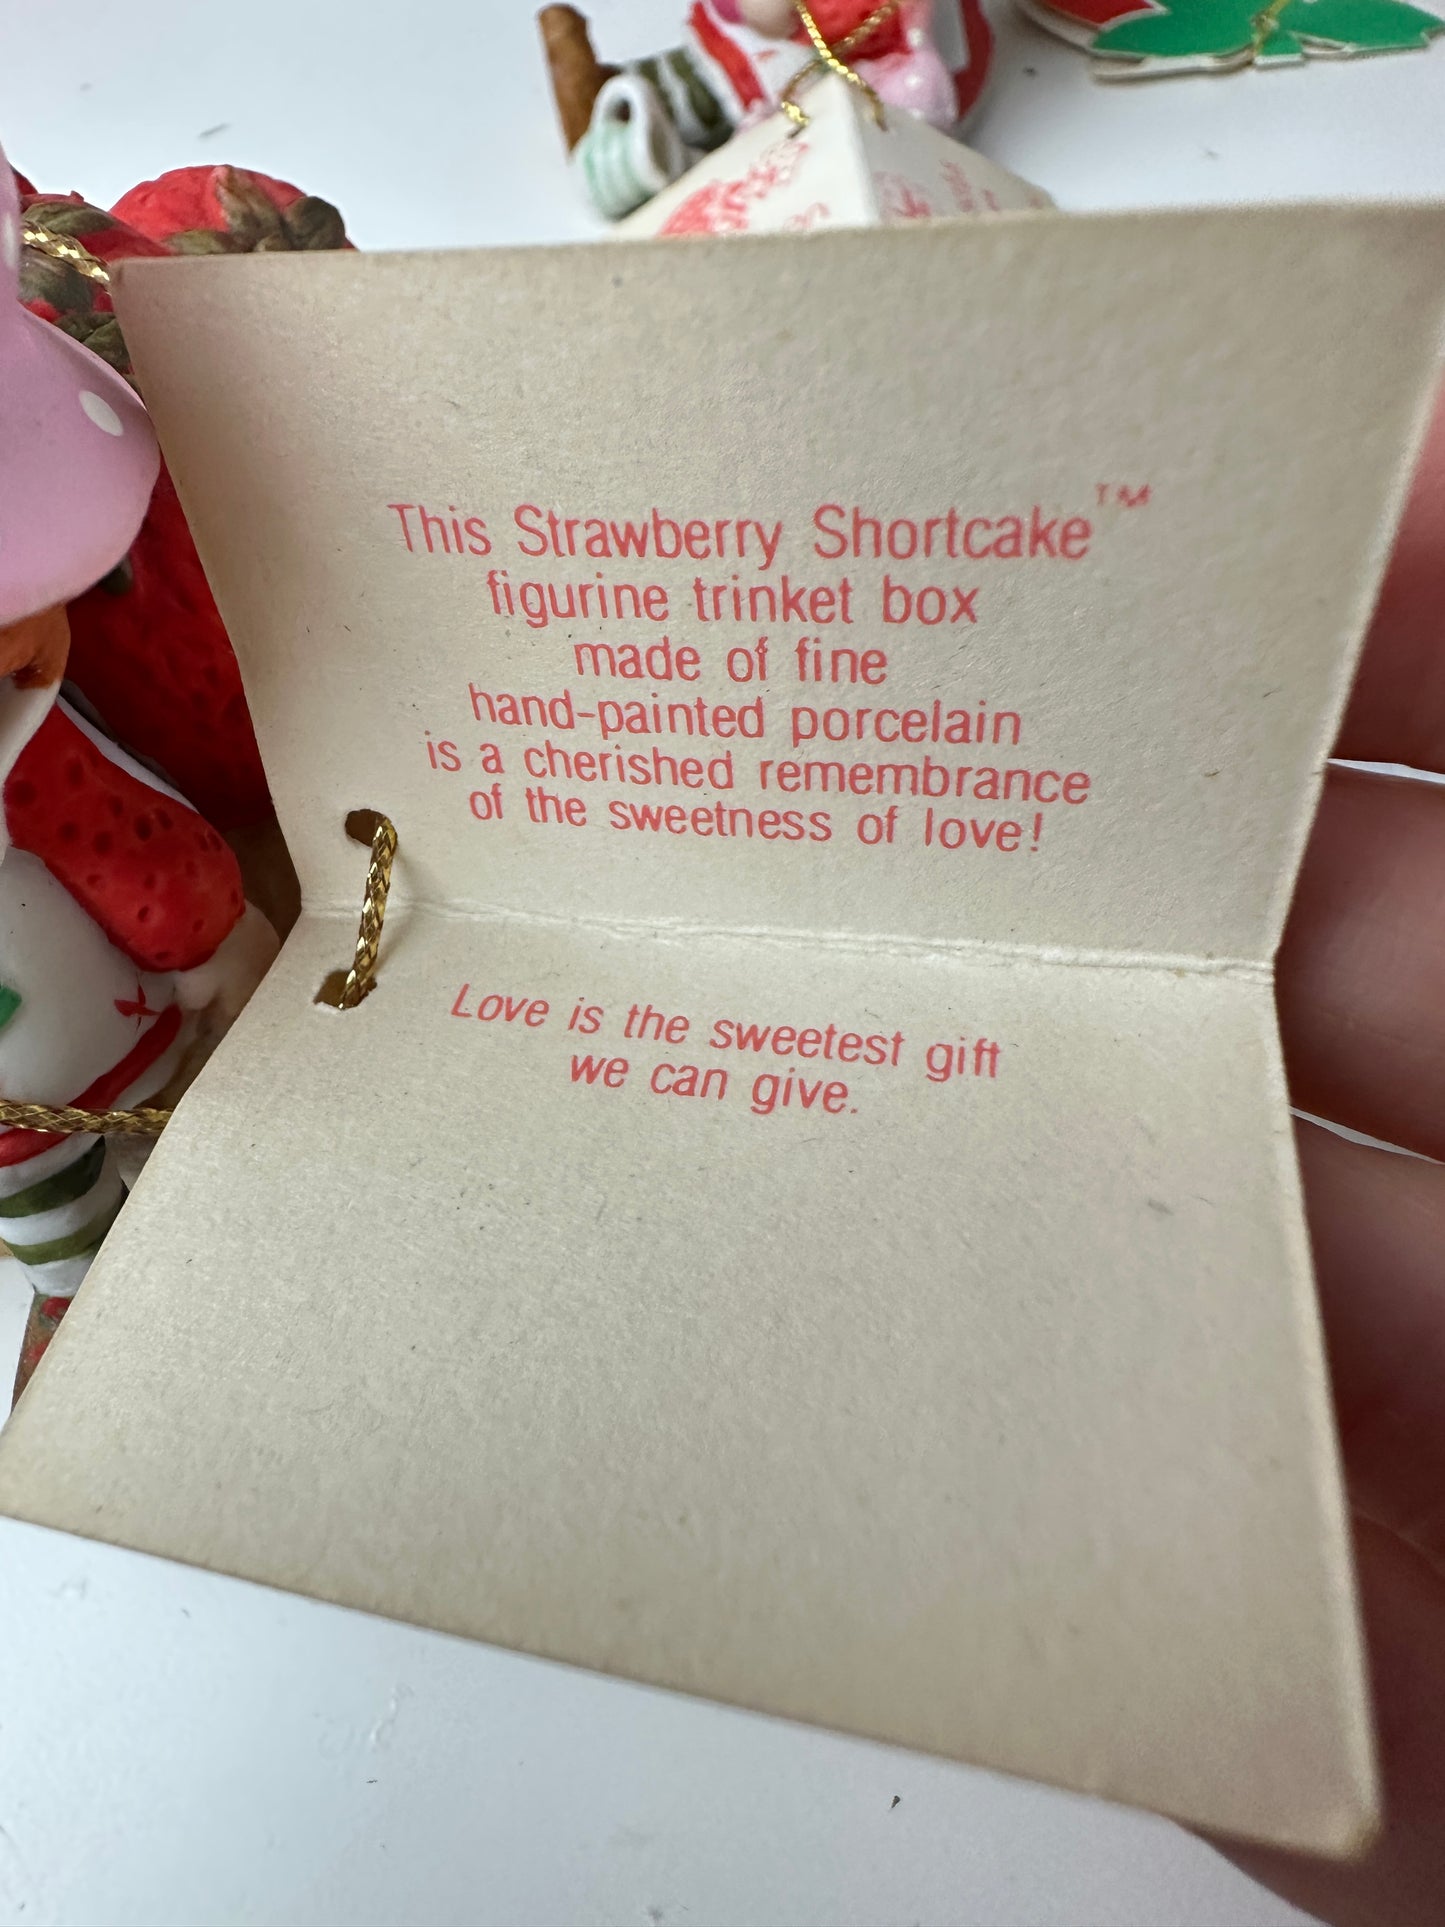 This Strawberry Shortcake™
figurine trinket box
made of fine
hand-painted porcelain
is a cherished remembrance
of the sweetness of love!
Love is the sweetest gift
we can give.